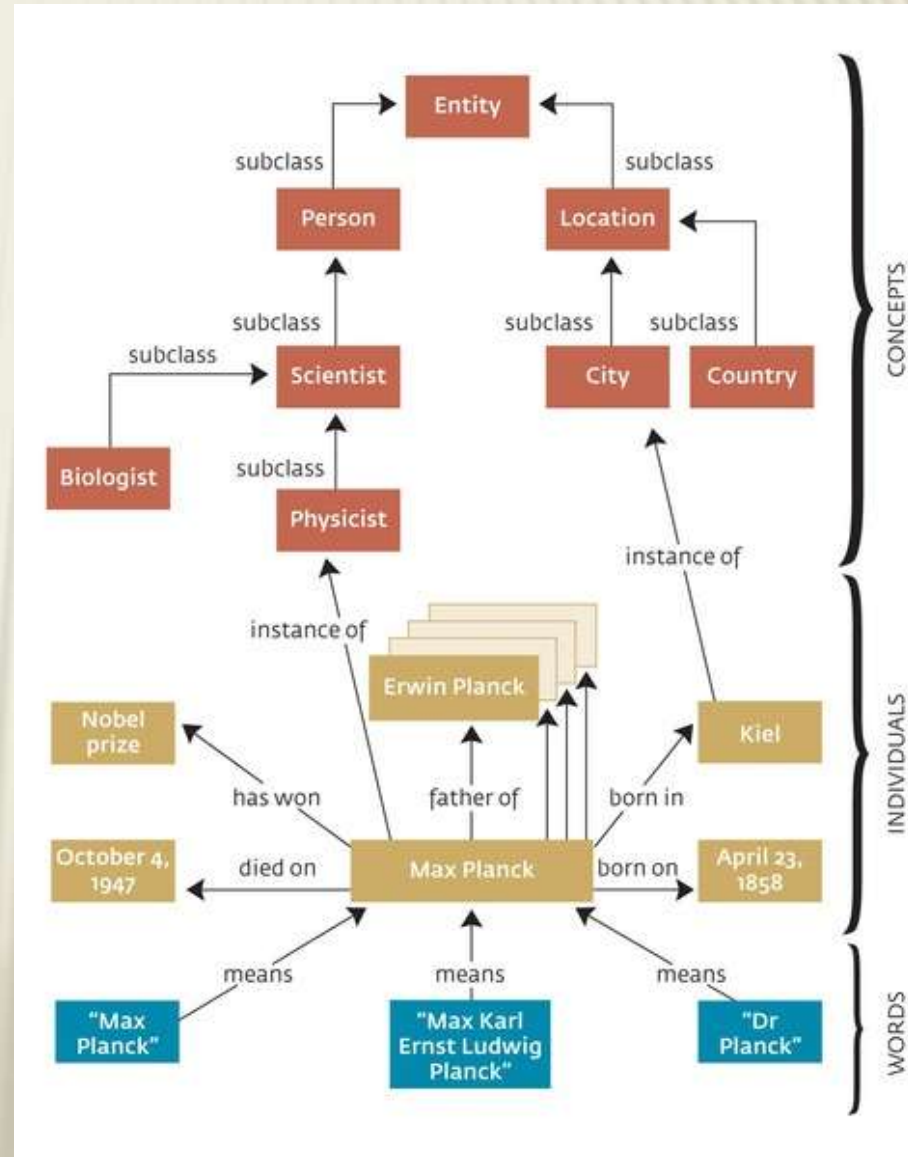 Entity
subclass
subclass
Person
Location
subclass
subclass
subclass
subclass
Scientist
City
Country
subclass
Biologist
Physicist
instance of
instance of
Erwin Planck
Nobel
prize
Kiel
has won
father of
born in
October 4,
1947
died on
Max Planck
born on
April 23,
1858
means
means
means
"Max
Planck"
"Max Karl
Ernst Ludwig
Planck"
"Dr
Planck"
CONCEPTS
INDIVIDUALS
WORDS